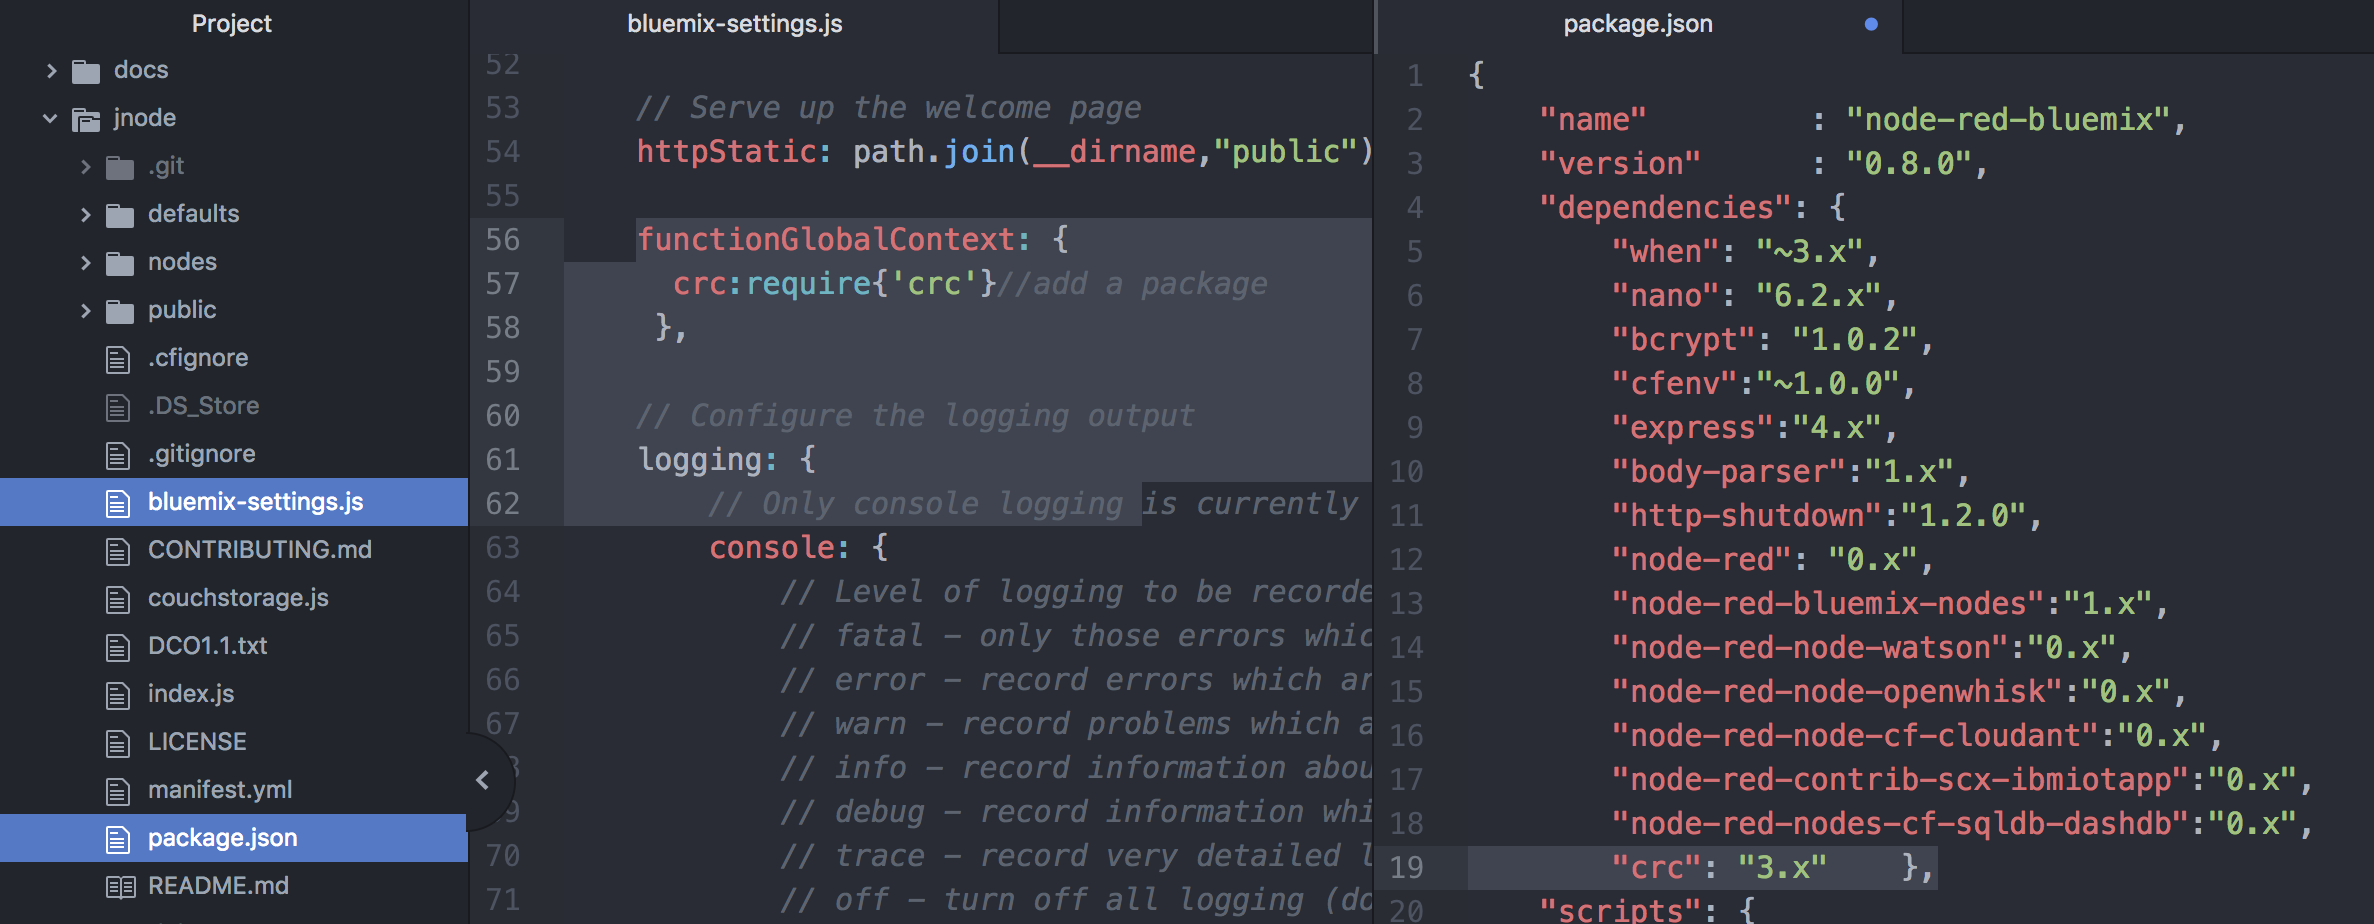 Project
docs
jnode
.git
defaults
nodes
public
.cfignore
.DS_Store
.gitignore
bluemix-settings.js
CONTRIBUTING.md
couchstorage.js
DCO1.1.txt
index.js
LICENSE
manifest.yml
package.json
README.md
bluemix-settings.js
52
53 // Serve up the welcome page
54 httpStatic: path.join(__dirname,"public")
55
56 functionGlobalContext: {
57 crc:require{'crc'}//add a package
58 },
59
60 // Configure the logging output
61 logging: {
62 // Only console logging is currently
63 console: {
64 // Level of logging to be recorde
65 // fatal - only those errors whic
66 // error - record errors which ar
67 // warn - record problems which a
// info - record information abou
9 // debug - record information whi
70 // trace - record very detailed l
71 // off - turn off all logging (do
package.json
1 {
2 "name" : "node-red-bluemix",
3 "version" : "0.8.0",
4 "dependencies": {
5 "when": "~3.x",
6 "nano": "6.2.x",
7 "bcrypt": "1.0.2",
8 "cfenv":"~1.0.0",
9 "express":"4.x",
10 "body-parser":"1.x",
11 "http-shutdown":"1.2.0",
12 "node-red": "0.x",
13 "node-red-bluemix-nodes":"1.x",
14 "node-red-node-watson":"0.x",
15 "node-red-node-openwhisk":"0.x",
16 "node-red-node-cf-cloudant":"0.x",
17 "node-red-contrib-scx-ibmiotapp":"0.x",
18 "node-red-nodes-cf-sqldb-dashdb":"0.x",
19 "crc": "3.x" },
20 "scripts": {